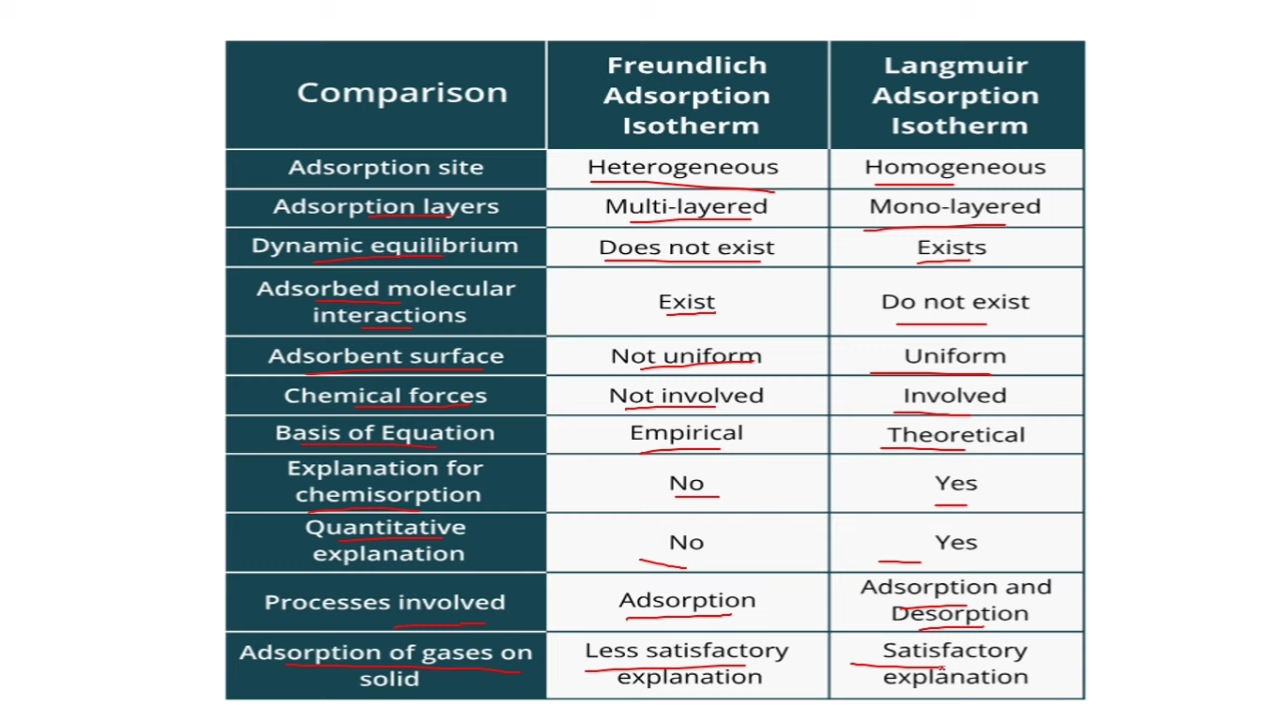 Comparison
Freundlich
Adsorption
Isotherm
Langmuir
Adsorption
Isotherm
Adsorption site
Heterogeneous
Homogeneous
Adsorption layers
Multi-layered
Mono-layered
Dynamic equilibrium
Does not exist
Exists
Adsorbed molecular
interactions
Exist
Do not exist
Adsorbent surface
Not uniform
Uniform
Chemical forces
Not involved
Involved
Basis of Equation
Empirical
Theoretical
Explanation for
chemisorption
No
Yes
Quantitative
explanation
No
Yes
Processes involved
Adsorption
Adsorption and
Desorption
Adsorption of gases on
solid
Less satisfactory
explanation
Satisfactory
explanation